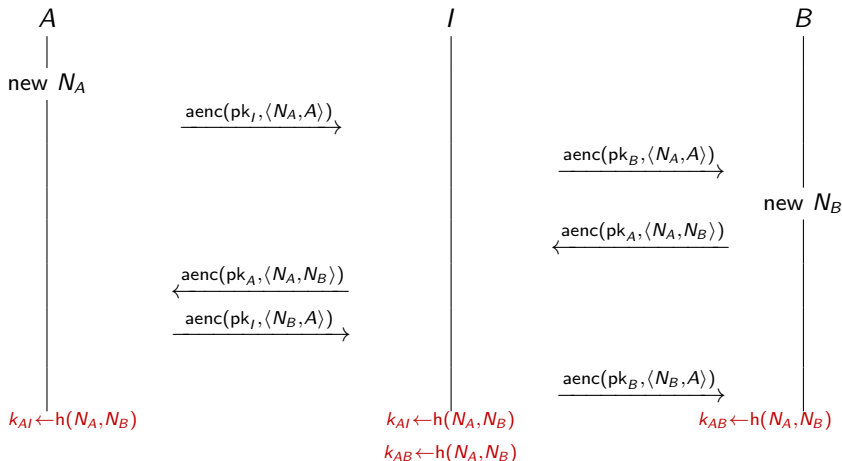 A I B
new N_A
aenc(pk_I,⟨N_A,A⟩)
aenc(pk_B,⟨N_A,A⟩)
new N_B
aenc(pk_A,⟨N_A,N_B⟩)
aenc(pk_A,⟨N_A,N_B⟩)
aenc(pk_I,⟨N_B,A⟩)
aenc(pk_B,⟨N_B,A⟩)
k_AI←h(N_A,N_B) k_AI←h(N_A,N_B) k_AB←h(N_A,N_B)
k_AB←h(N_A,N_B)